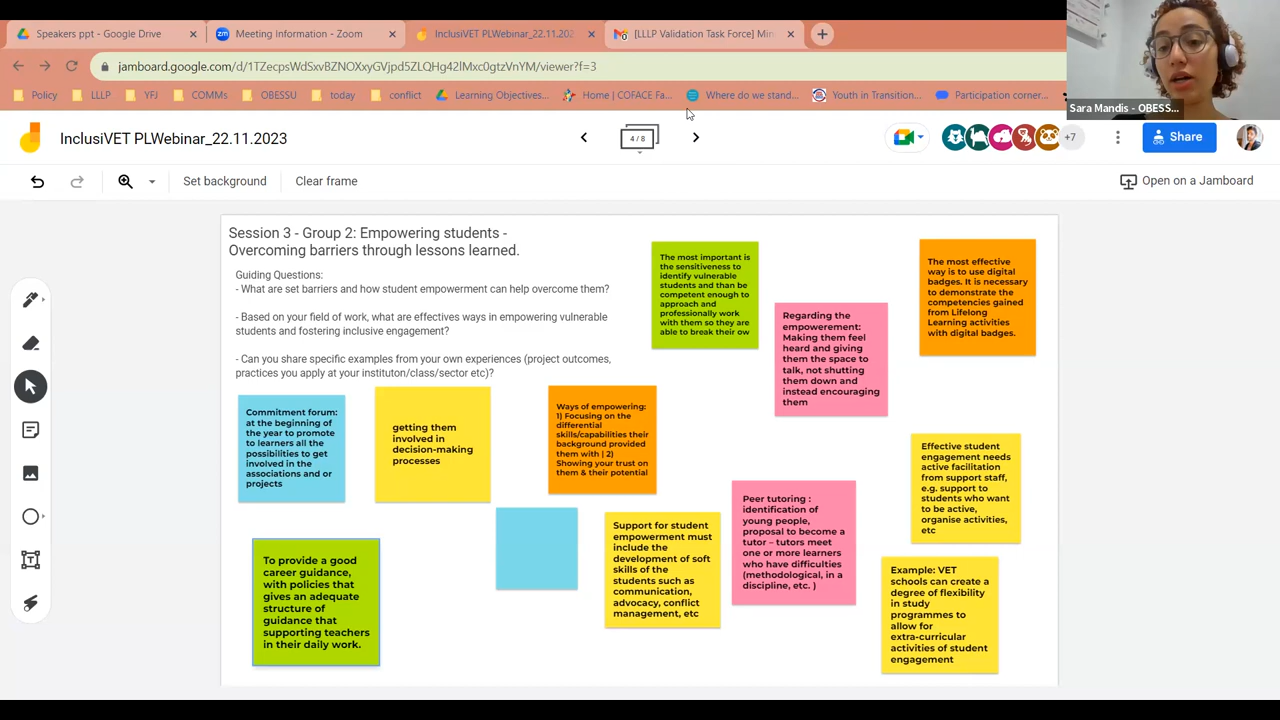 Speakers ppt - Google Drive
Meeting Information - Zoom
InclusiVET PLWebinar_22.11.202
[LLLP Validation Task Force] Min
jamboard.google.com/d/1TZecpsWdSxvBZNOXxyGVjpd5ZLQHg42lMxc0gtzVnYM/viewer?f=3
Policy
LLLP
YFJ
COMMs
OBESSU
today
conflict
Learning Objectives...
Home | COFACE Fa...
Where do we stand...
Youth in Transition...
Participation corner...
Sara Mandis - OBESS...
InclusiVET PLWebinar_22.11.2023
4 / 8
+7
Share
Set background
Clear frame
Open on a Jamboard
Session 3 - Group 2: Empowering students -
Overcoming barriers through lessons learned.
Guiding Questions:
- What are set barriers and how student empowerment can help overcome them?
- Based on your field of work, what are effectives ways in empowering vulnerable
students and fostering inclusive engagement?
- Can you share specific examples from your own experiences (project outcomes,
practices you apply at your instituton/class/sector etc)?
The most important is
the sensitiveness to
identify vulnerable
students and than be
competent enough to
approach and
professionally work
with them so they are
able to break their ow
Regarding the
empowerement:
Making them feel
heard and giving
them the space to
talk, not shutting
them down and
instead encouraging
them
The most effective
way is to use digital
badges. It is necessary
to demonstrate the
competencies gained
from Lifelong
Learning activities
with digital badges.
Commitment forum:
at the beginning of
the year to promote
to learners all the
possibilities to get
involved in the
associations and or
projects
getting them
involved in
decision-making
processes
Ways of empowering:
1) Focusing on the
differential
skills/capabilities their
background provided
them with | 2)
Showing your trust on
them & their potential
Effective student
engagement needs
active facilitation
from support staff,
e.g. support to
students who want
to be active,
organise activities,
etc
Peer tutoring :
identification of
young people,
proposal to become a
tutor – tutors meet
one or more learners
who have difficulties
(methodological, in a
discipline, etc. )
Support for student
empowerment must
include the
development of soft
skills of the
students such as
communication,
advocacy, conflict
management, etc
To provide a good
career guidance,
with policies that
gives an adequate
structure of
guidance that
supporting teachers
in their daily work.
Example: VET
schools can create a
degree of flexibility
in study
programmes to
allow for
extra-curricular
activities of student
engagement